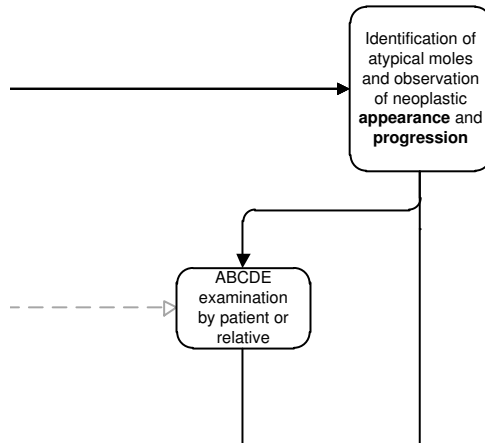 Identification of
atypical moles
and observation
of neoplastic
appearance and
progression
ABCDE
examination
by patient or
relative